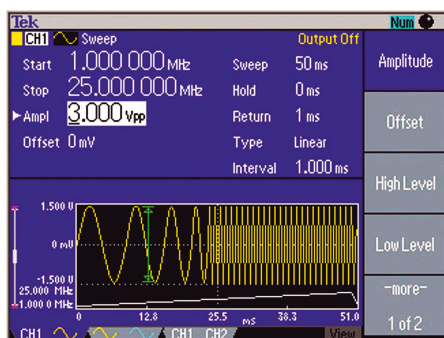 Tek Num
CH1 Sweep Output Off
Start 1.000 000 MHz Sweep 50 ms
Stop 25.000 000 MHz Hold 0 ms
Ampl 3.000 Vpp Return 1 ms
Offset 0 mV Type Linear
Interval 1.000 ms
Amplitude
Offset
High Level
Low Level
-more-
1 of 2
1.500 U
0 mU
-1.500 U
25.000 MHz
1.000 0 MHz
0 12.8 25.5 ms 38.3 51.0
CH1 CH1 CH2 View